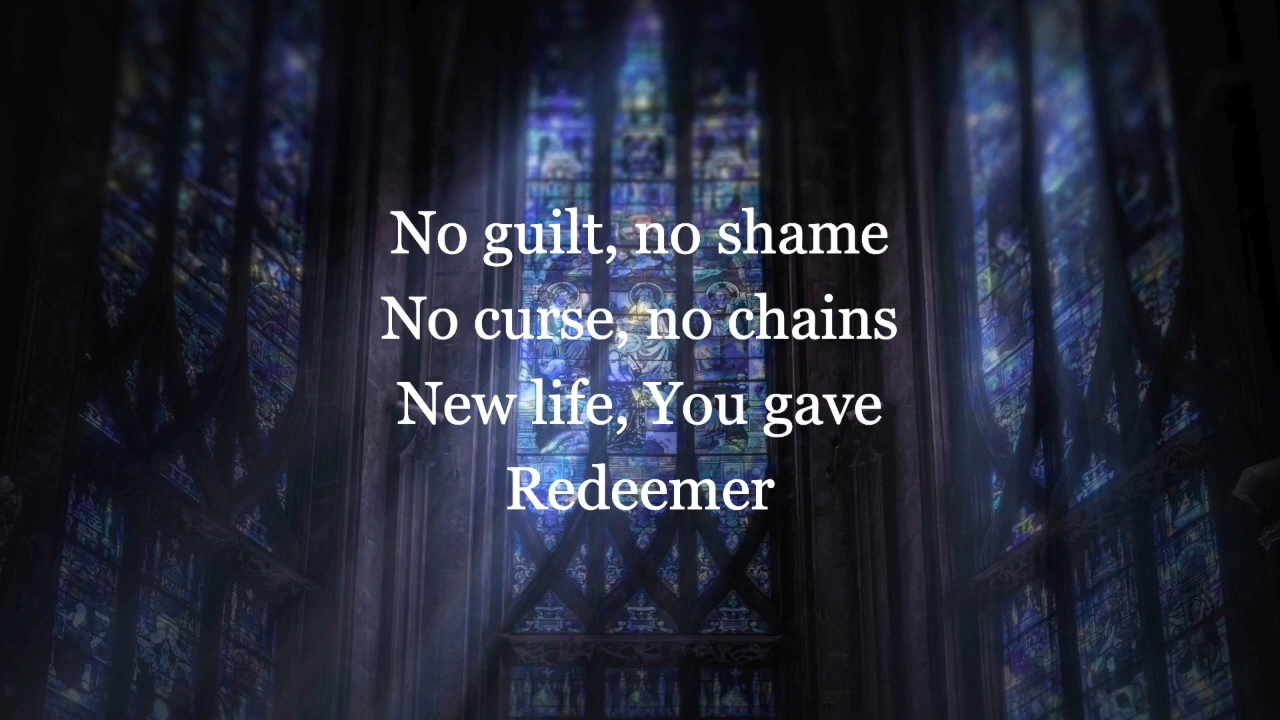 No guilt, no shame
No curse, no chains
New life, You gave
Redeemer